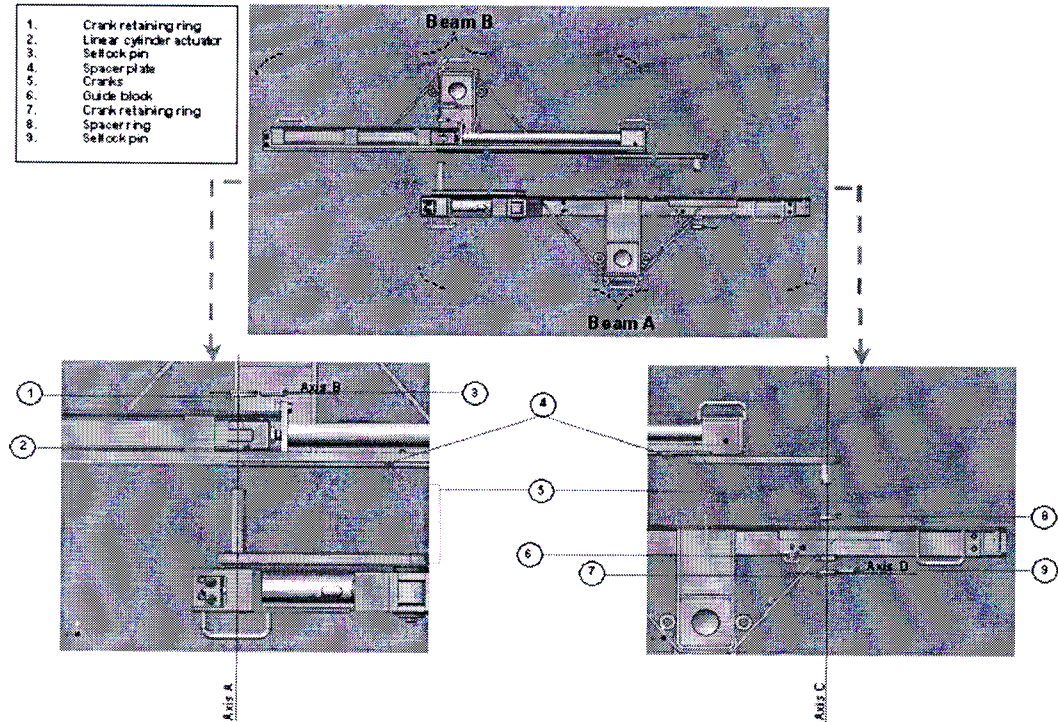 1. Crank retaining ring
2. Linear cylinder actuator
3. Sellock pin
4. Spacer plate
5. Cranks
6. Guide block
7. Crank retaining ring
8. Spacer ring
9. Sellock pin
Beam B
Beam A
1
Axis B
3
2
4
5
6
7
8
Axis D
9
Axis A
Axis C